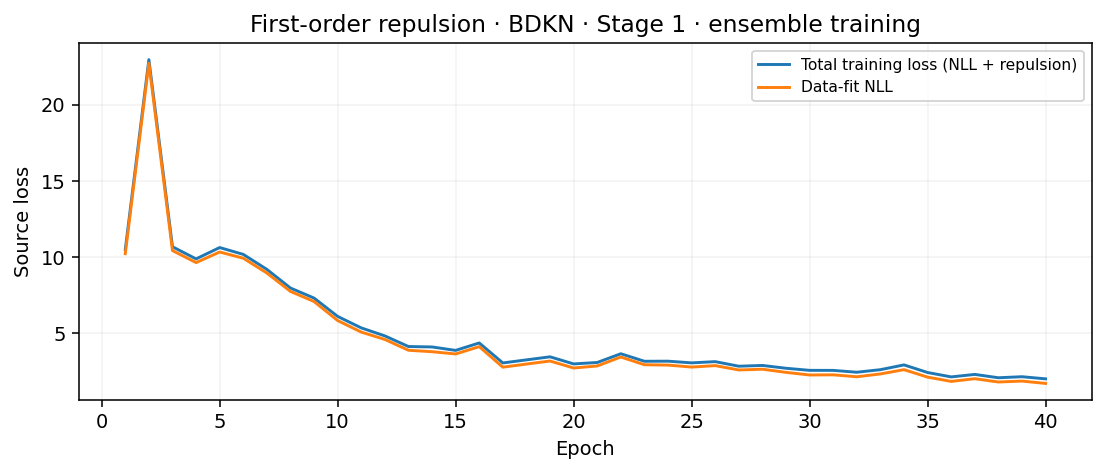 First-order repulsion · BDKN · Stage 1 · ensemble training
Total training loss (NLL + repulsion)
Data-fit NLL
Source loss
20
15
10
5
0 5 10 15 20 25 30 35 40
Epoch